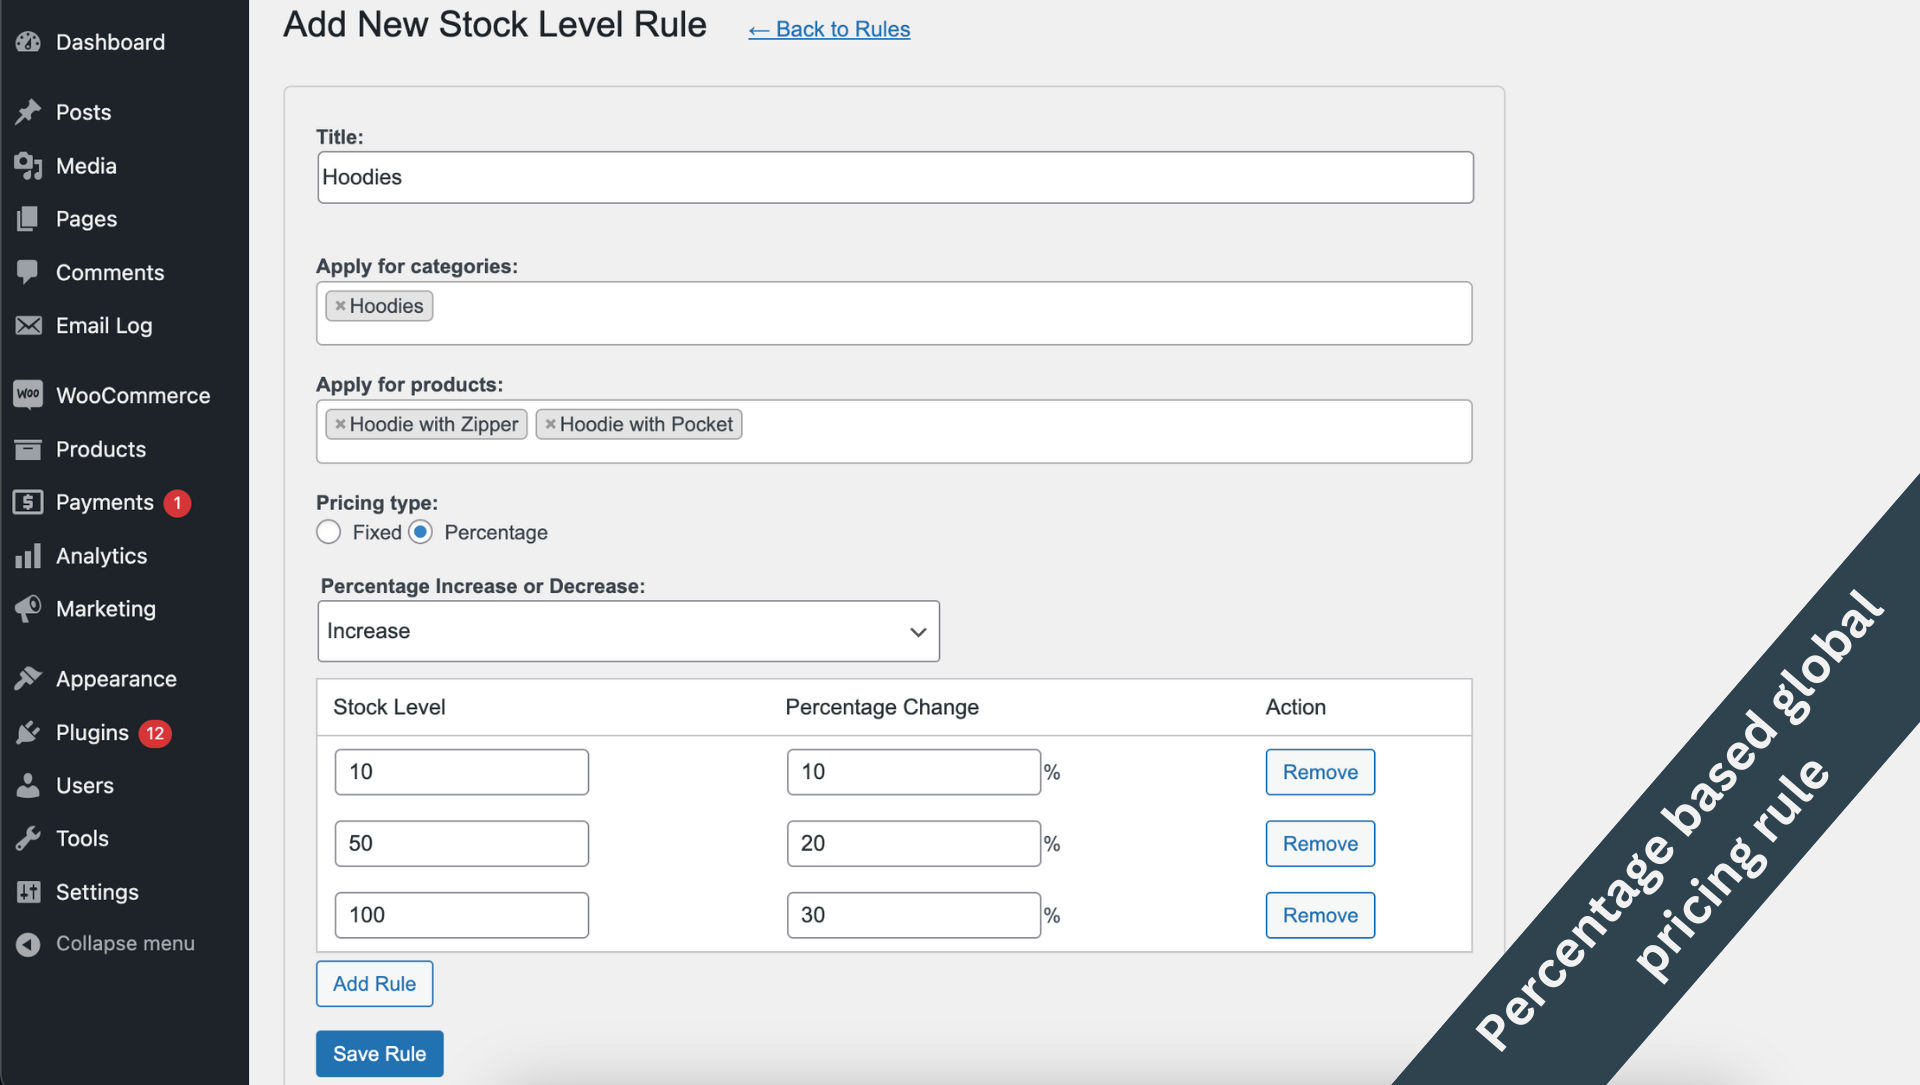 Dashboard
Posts
Media
Pages
Comments
Email Log
Woo WooCommerce
Products
Payments 1
Analytics
Marketing
Appearance
Plugins 12
Users
Tools
Settings
Collapse menu
Add New Stock Level Rule ← Back to Rules
Title:
Hoodies
Apply for categories:
× Hoodies
Apply for products:
× Hoodie with Zipper × Hoodie with Pocket
Pricing type:
Fixed Percentage
Percentage Increase or Decrease:
Increase
Stock Level Percentage Change Action
10 10 % Remove
50 20 % Remove
100 30 % Remove
Add Rule
Save Rule
Percentage based global
pricing rule